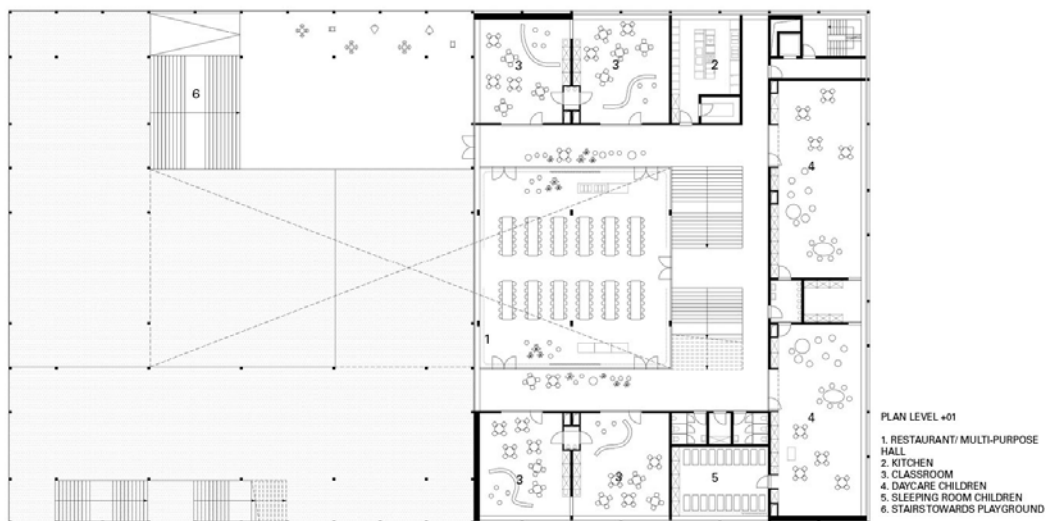 6
3
3
2
4
1
4
3
3
5
PLAN LEVEL +01
1. RESTAURANT/ MULTI-PURPOSE
HALL
2. KITCHEN
3. CLASSROOM
4. DAYCARE CHILDREN
5. SLEEPING ROOM CHILDREN
6. STAIRS TOWARDS PLAYGROUND